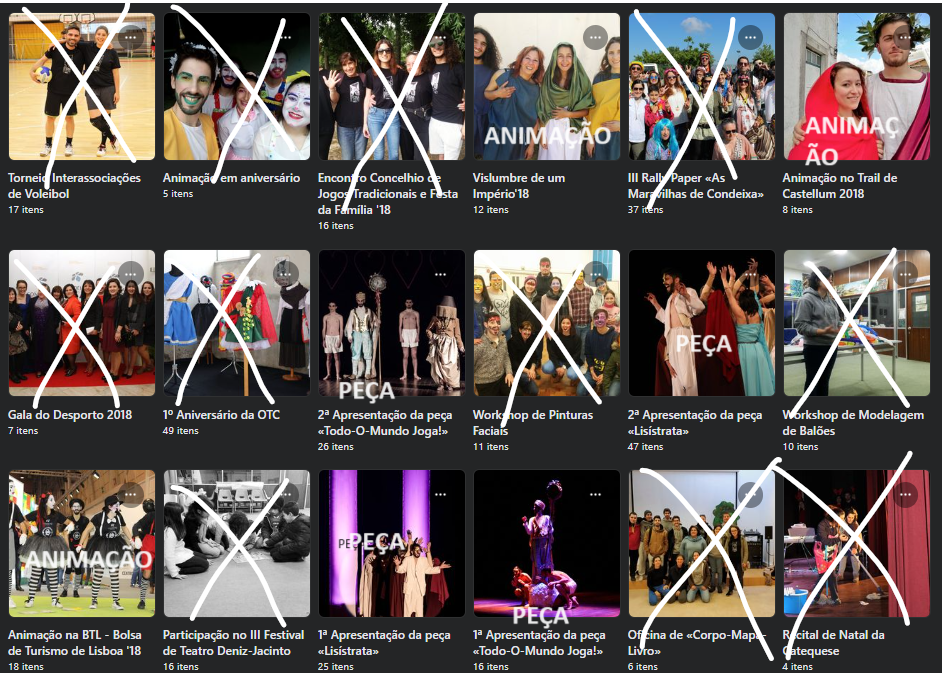 ANIMAÇÃO
ANIMAÇ
ÃO
Torneio Interassociações
de Voleibol
17 itens
Animação em aniversário
5 itens
Encontro Concelhio de
Jogos Tradicionais e Festa
da Família '18
16 itens
Vislumbre de um
Império'18
12 itens
III Rally Paper «As
Maravilhas de Condeixa»
37 itens
Animação no Trail de
Castellum 2018
8 itens
PEÇA
PEÇA
Gala do Desporto 2018
7 itens
1º Aniversário da OTC
49 itens
2ª Apresentação da peça
«Todo-O-Mundo Joga!»
26 itens
Workshop de Pinturas
Faciais
11 itens
2ª Apresentação da peça
«Lisístrata»
47 itens
Workshop de Modelagem
de Balões
10 itens
ANIMAÇÃO
PEPEÇA
PEÇA
Animação na BTL - Bolsa
de Turismo de Lisboa '18
18 itens
Participação no III Festival
de Teatro Deniz-Jacinto
16 itens
1ª Apresentação da peça
«Lisístrata»
25 itens
1ª Apresentação da peça
«Todo-O-Mundo Joga!»
16 itens
Oficina de «Corpo-Mapa-
Livro»
6 itens
Recital de Natal da
Catequese
4 itens